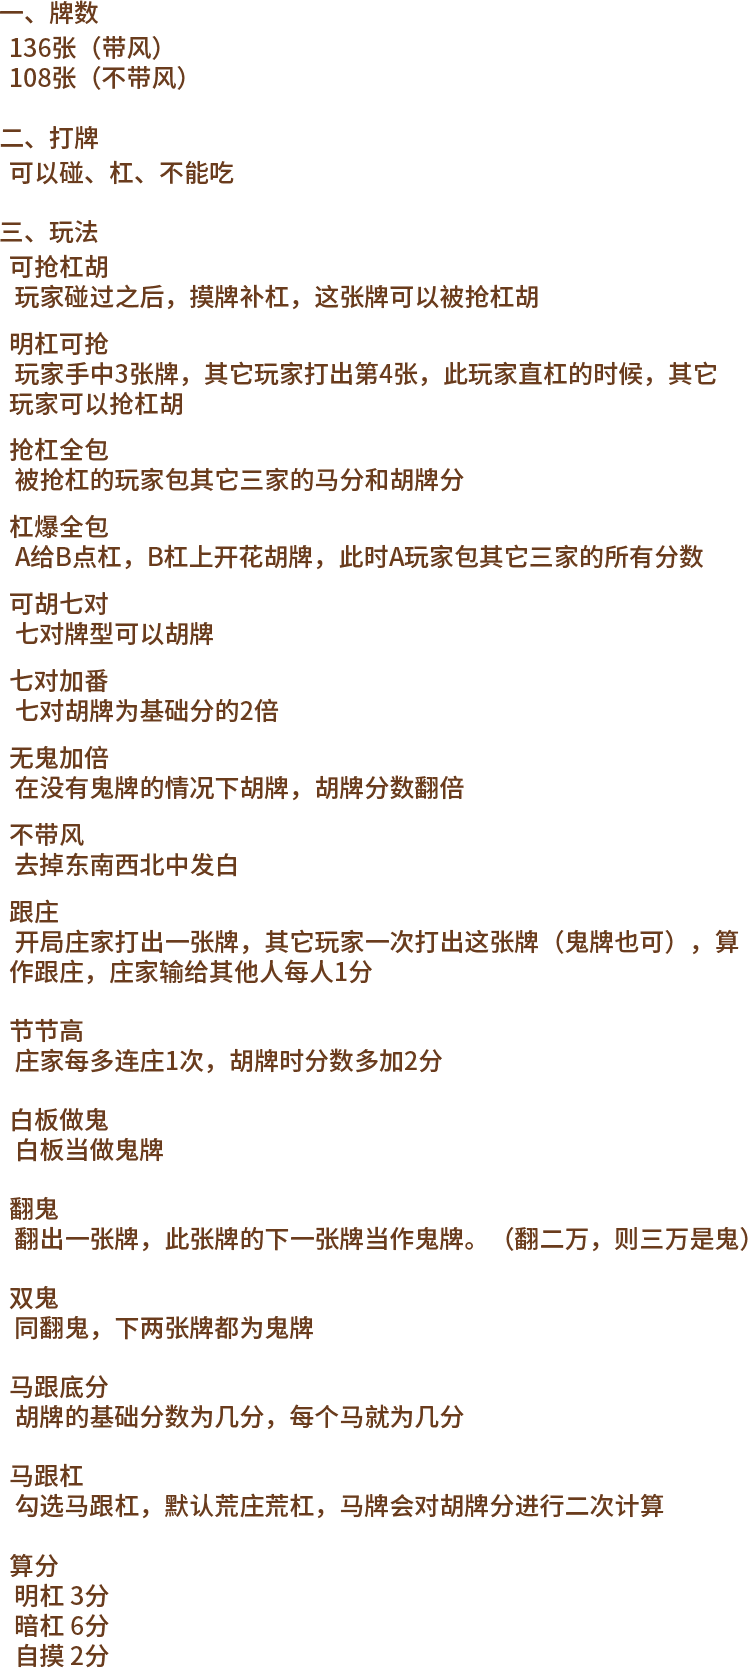 一、牌数
136张（带风）
108张（不带风）
二、打牌
可以碰、杠、不能吃
三、玩法
可抢杠胡
玩家碰过之后，摸牌补杠，这张牌可以被抢杠胡
明杠可抢
玩家手中3张牌，其它玩家打出第4张，此玩家直杠的时候，其它
玩家可以抢杠胡
抢杠全包
被抢杠的玩家包其它三家的马分和胡牌分
杠爆全包
A给B点杠，B杠上开花胡牌，此时A玩家包其它三家的所有分数
可胡七对
七对牌型可以胡牌
七对加番
七对胡牌为基础分的2倍
无鬼加倍
在没有鬼牌的情况下胡牌，胡牌分数翻倍
不带风
去掉东南西北中发白
跟庄
开局庄家打出一张牌，其它玩家一次打出这张牌（鬼牌也可），算
作跟庄，庄家输给其他人每人1分
节节高
庄家每多连庄1次，胡牌时分数多加2分
白板做鬼
白板当做鬼牌
翻鬼
翻出一张牌，此张牌的下一张牌当作鬼牌。（翻二万，则三万是鬼）
双鬼
同翻鬼，下两张牌都为鬼牌
马跟底分
胡牌的基础分数为几分，每个马就为几分
马跟杠
勾选马跟杠，默认荒庄荒杠，马牌会对胡牌分进行二次计算
算分
明杠 3分
暗杠 6分
自摸 2分